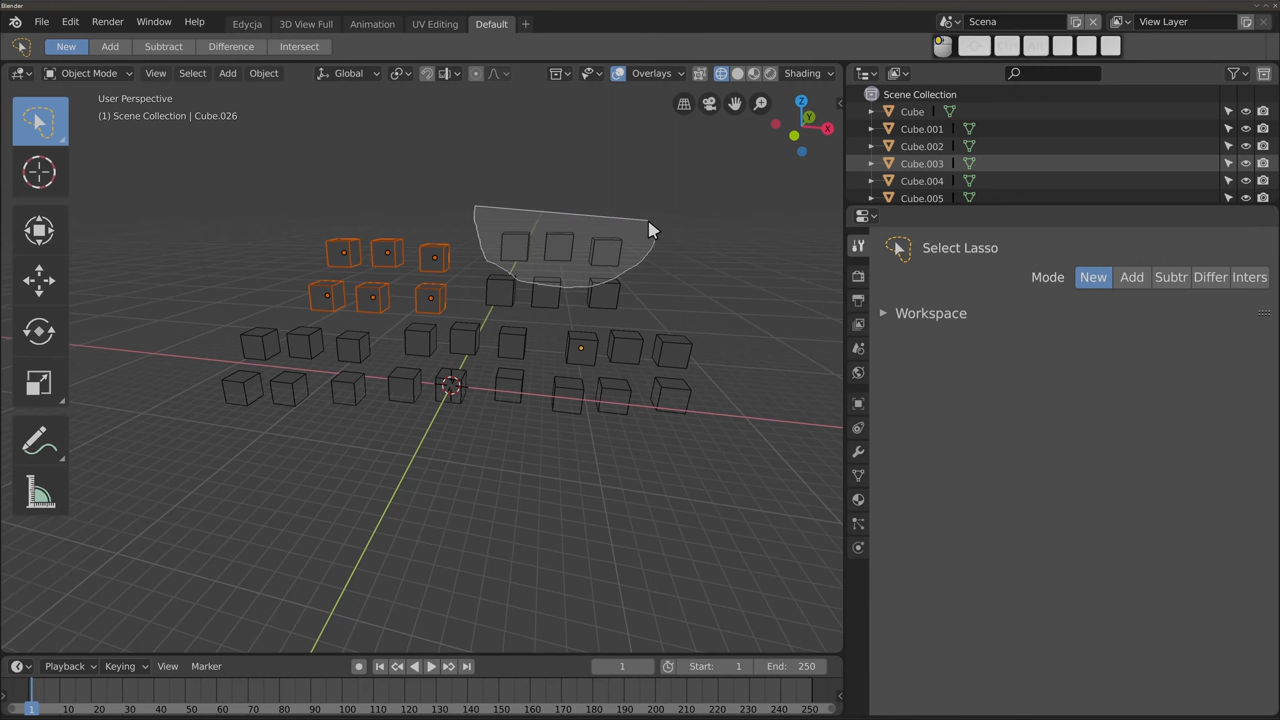 Blender
File Edit Render Window Help Edycja 3D View Full Animation UV Editing Default + Scena View Layer
New Add Subtract Difference Intersect
Object Mode View Select Add Object Global Overlays Shading
Scene Collection
Cube
Cube.001
Cube.002
Cube.003
Cube.004
Cube.005
User Perspective
(1) Scene Collection | Cube.026
Z
Y
X
Select Lasso
Mode New Add Subtr Differ Inters
Workspace
Playback Keying View Marker 1 Start: 1 End: 250
1 10 20 30 40 50 60 70 80 90 100 110 120 130 140 150 160 170 180 190 200 210 220 230 240 250